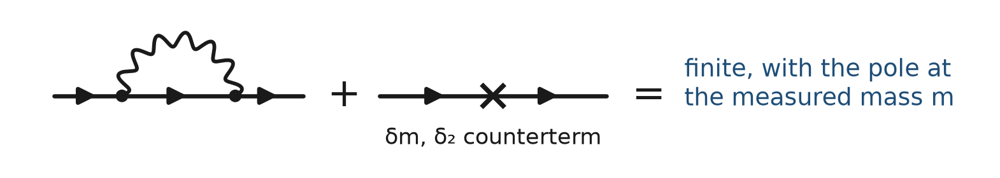 +
=
finite, with the pole at
the measured mass m
δm, δ₂ counterterm